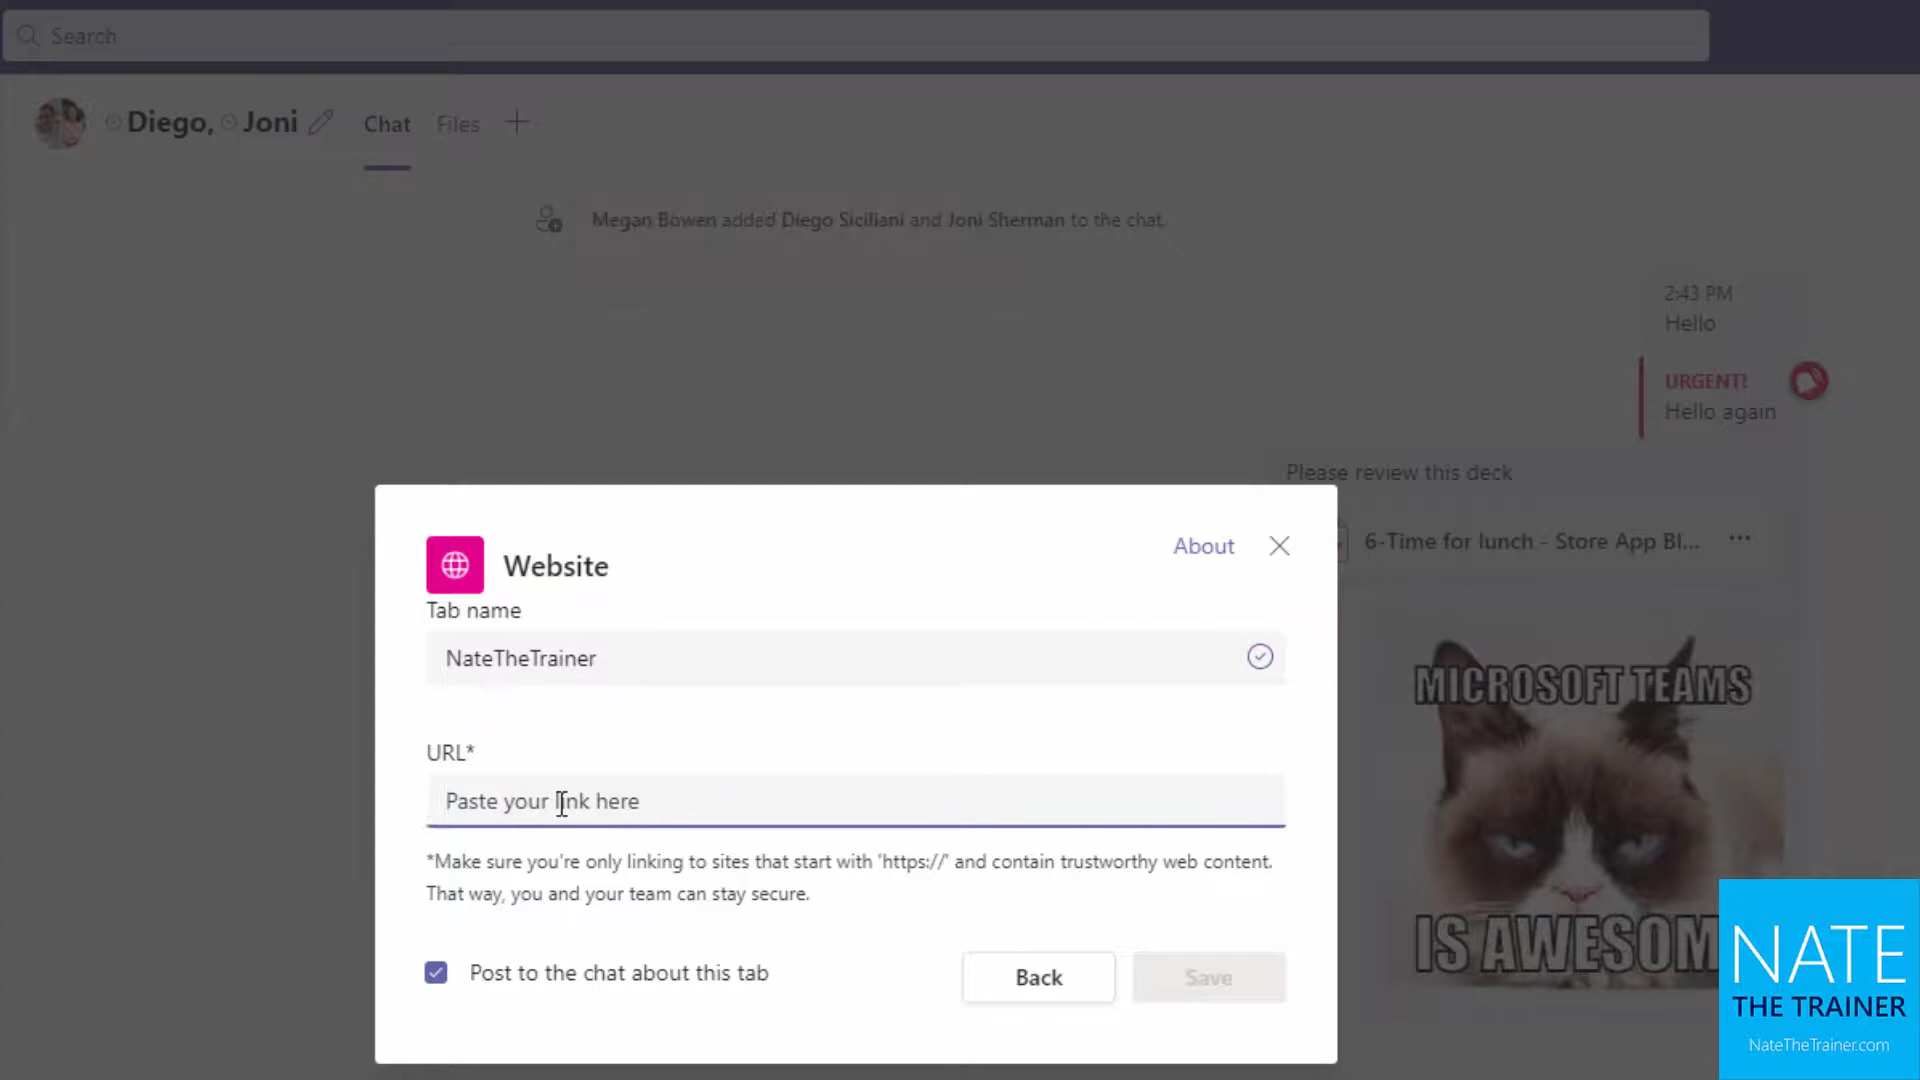 Search
Diego, Joni
Chat
Files
Megan Bowen added Diego Siciliani and Joni Sherman to the chat.
2:43 PM
Hello
URGENT!
Hello again
Please review this deck
6-Time for lunch - Store App Bl...
MICROSOFT TEAMS
IS AWESOM
Website
About
Tab name
NateTheTrainer
URL*
Paste your link here
*Make sure you're only linking to sites that start with 'https://' and contain trustworthy web content.
That way, you and your team can stay secure.
Post to the chat about this tab
Back
Save
NATE
THE TRAINER
NateTheTrainer.com